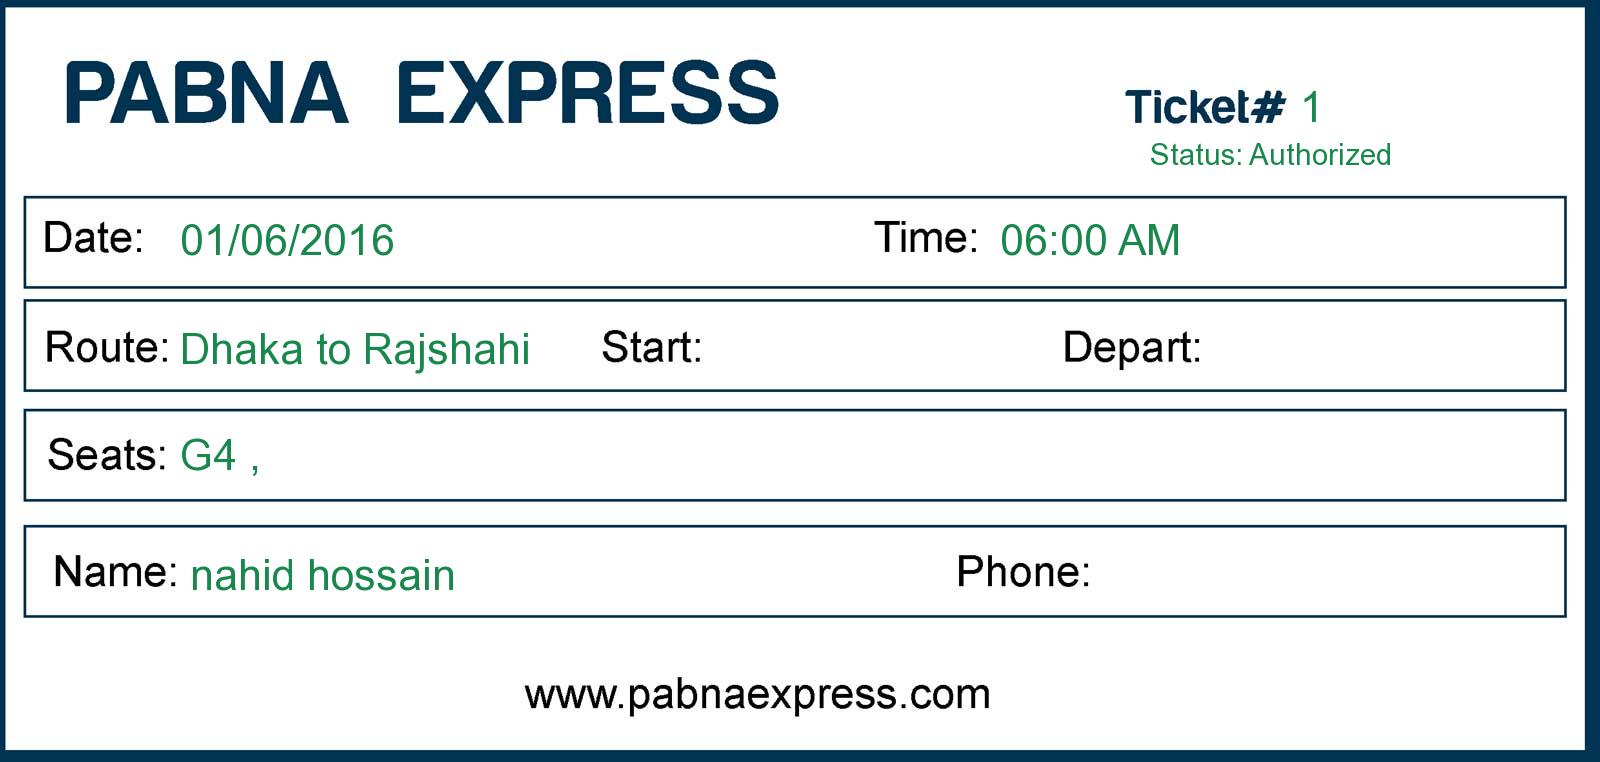 PABNA EXPRESS
Ticket# 1
Status: Authorized
Date: 01/06/2016 Time: 06:00 AM
Route: Dhaka to Rajshahi Start: Depart:
Seats: G4 ,
Name: nahid hossain Phone:
www.pabnaexpress.com